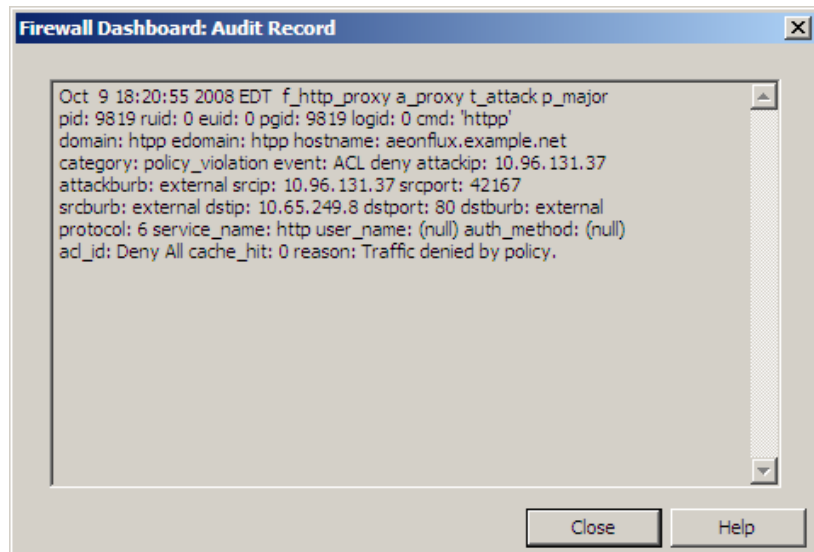 Firewall Dashboard: Audit Record
Oct 9 18:20:55 2008 EDT f_http_proxy a_proxy t_attack p_major
pid: 9819 ruid: 0 euid: 0 pgid: 9819 logid: 0 cmd: 'httpp'
domain: htpp edomain: htpp hostname: aeonflux.example.net
category: policy_violation event: ACL deny attackip: 10.96.131.37
attackburb: external srcip: 10.96.131.37 srcport: 42167
srcburb: external dstip: 10.65.249.8 dstport: 80 dstburb: external
protocol: 6 service_name: http user_name: (null) auth_method: (null)
acl_id: Deny All cache_hit: 0 reason: Traffic denied by policy.
Close Help